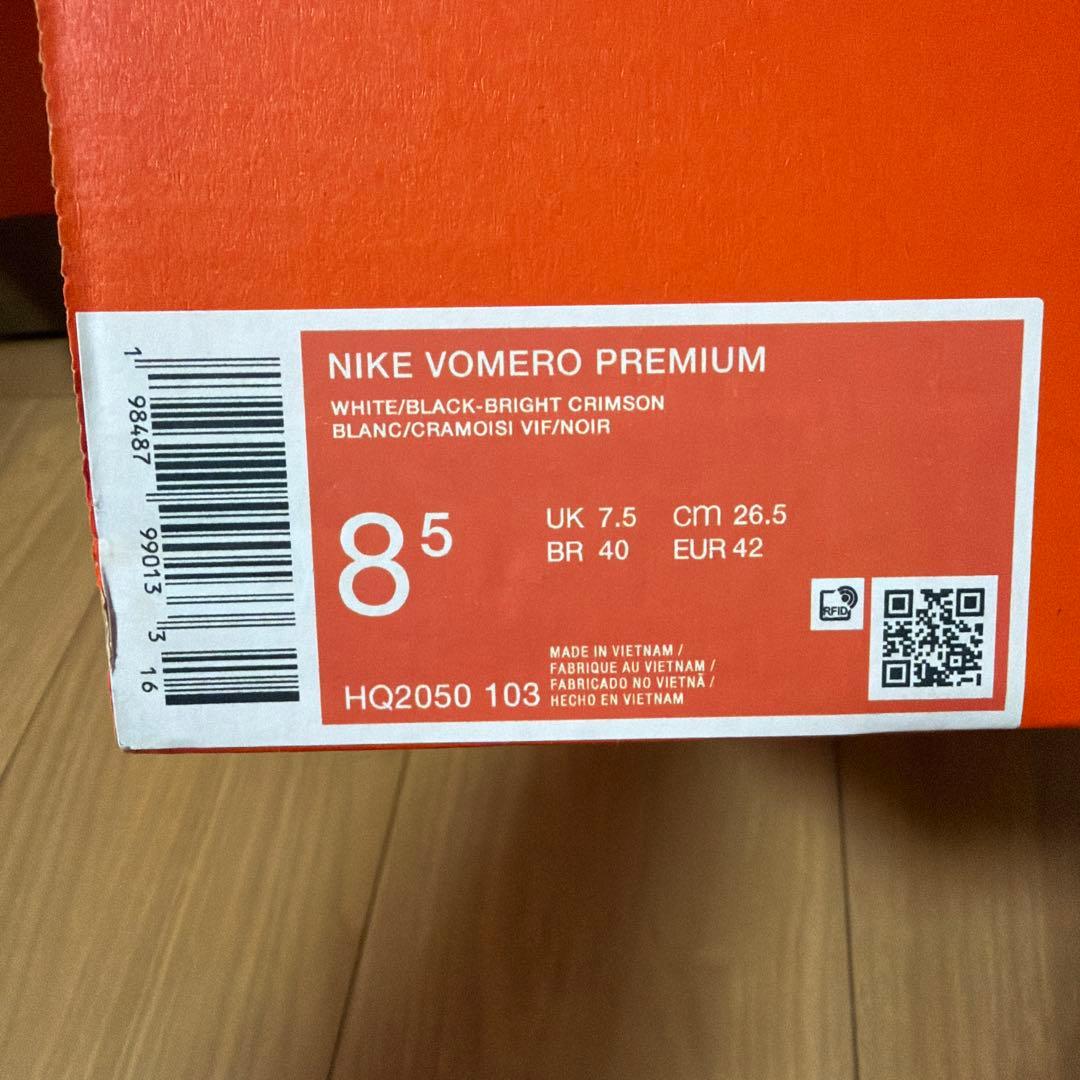 NIKE VOMERO PREMIUM
WHITE/BLACK-BRIGHT CRIMSON
BLANC/CRAMOISI VIF/NOIR
8 5
UK 7.5 cm 26.5
BR 40 EUR 42
RFID
MADE IN VIETNAM /
FABRIQUE AU VIETNAM /
FABRICADO NO VIETNÃ /
HECHO EN VIETNAM
HQ2050 103
1 98487 99013 3 16